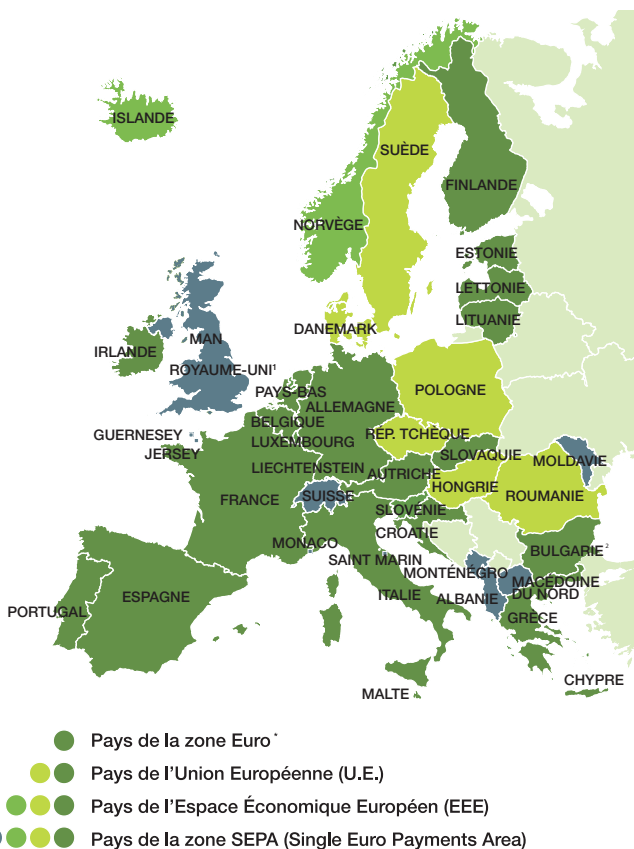 ISLANDE
SUÈDE
FINLANDE
NORVÈGE
ESTONIE
LETTONIE
LITUANIE
DANEMARK
MAN
IRLANDE
ROYAUME-UNI¹
PAYS-BAS
POLOGNE
ALLEMAGNE
BELGIQUE
GUERNESEY
RÉP. TCHÈQUE
LUXEMBOURG
JERSEY
SLOVAQUIE
MOLDAVIE
LIECHTENSTEIN
AUTRICHE
HONGRIE
FRANCE
SUISSE
ROUMANIE
SLOVÉNIE
CROATIE
MONACO
BULGARIE²
SAINT MARIN
MONTÉNÉGRO
MACÉDOINE
DU NORD
ESPAGNE
ITALIE
ALBANIE
PORTUGAL
GRÈCE
CHYPRE
MALTE
Pays de la zone Euro*
Pays de l'Union Européenne (U.E.)
Pays de l'Espace Économique Européen (EEE)
Pays de la zone SEPA (Single Euro Payments Area)